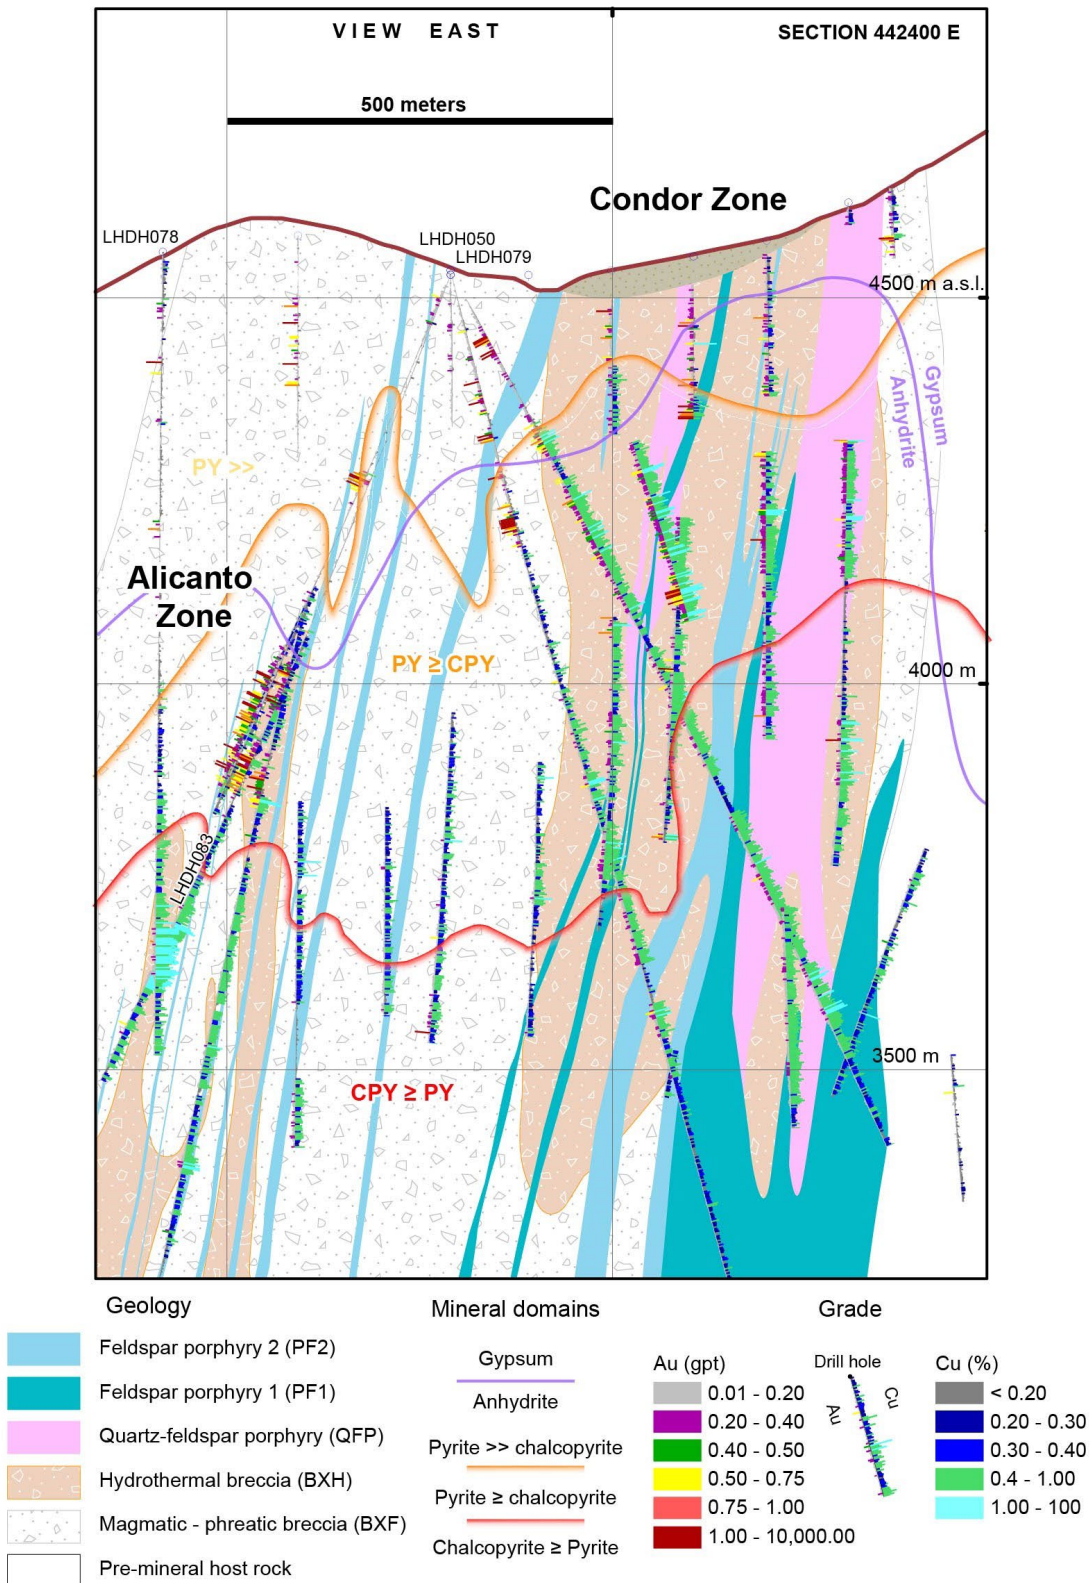 VIEW EAST
SECTION 442400 E
500 meters
Condor Zone
LHDH078
LHDH050
LHDH079
4500 m a.s.l.
Gypsum
Anhydrite
PY >>
Alicanto
Zone
PY ≥ CPY
4000 m
LHDH083
3500 m
CPY ≥ PY
Geology
Feldspar porphyry 2 (PF2)
Feldspar porphyry 1 (PF1)
Quartz-feldspar porphyry (QFP)
Hydrothermal breccia (BXH)
Magmatic - phreatic breccia (BXF)
Pre-mineral host rock
Mineral domains
Gypsum
Anhydrite
Pyrite >> chalcopyrite
Pyrite ≥ chalcopyrite
Chalcopyrite ≥ Pyrite
Grade
Au (gpt)
0.01 - 0.20
0.20 - 0.40
0.40 - 0.50
0.50 - 0.75
0.75 - 1.00
1.00 - 10,000.00
Drill hole
Au
Cu
Cu (%)
< 0.20
0.20 - 0.30
0.30 - 0.40
0.4 - 1.00
1.00 - 100